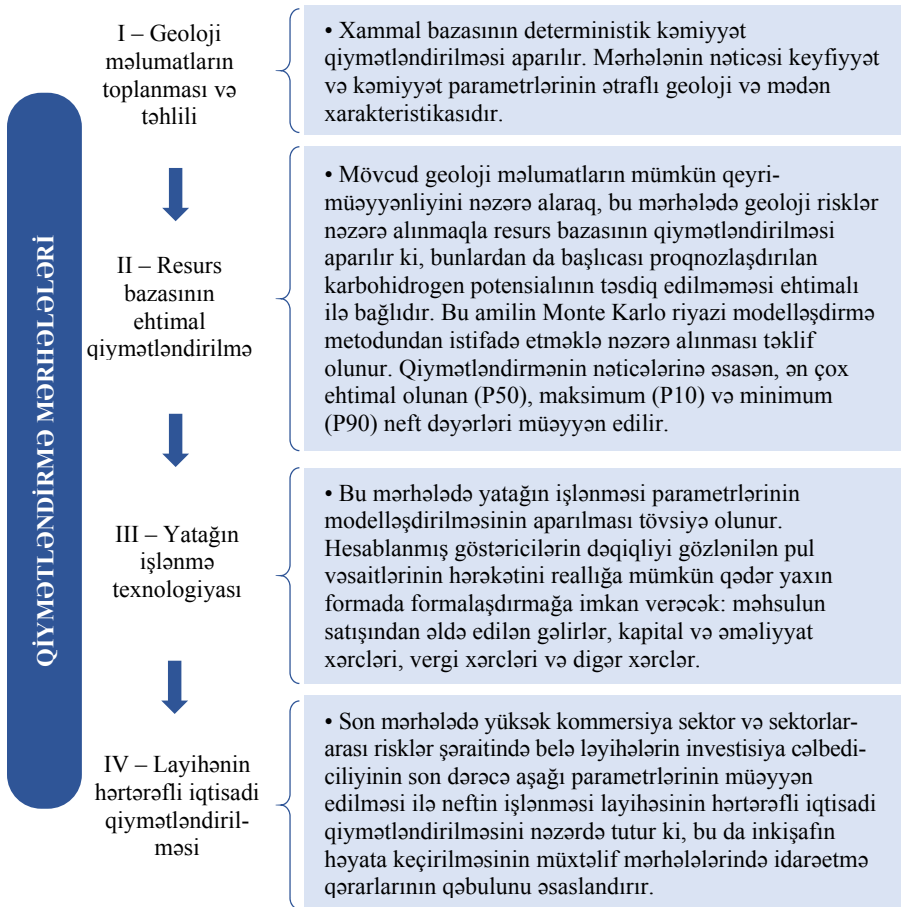 QİYMƏTLƏNDİRMƏ MƏRHƏLƏLƏRİ
I – Geoloji
məlumatların
toplanması və
təhlili
• Xammal bazasının deterministik kəmiyyət
qiymətləndirilməsi aparılır. Mərhələnin nəticəsi keyfiyyət
və kəmiyyət parametrlərinin ətraflı geoloji və mədən
xarakteristikasıdır.
II – Resurs
bazasının
ehtimal
qiymətləndirilmə
• Mövcud geoloji məlumatların mümkün qeyri-
müəyyənliyini nəzərə alaraq, bu mərhələdə geoloji risklər
nəzərə alınmaqla resurs bazasının qiymətləndirilməsi
aparılır ki, bunlardan da başlıcası proqnozlaşdırılan
karbohidrogen potensialının təsdiq edilməməsi ehtimalı
ilə bağlıdır. Bu amilin Monte Karlo riyazi modelləşdirmə
metodundan istifadə etməklə nəzərə alınması təklif
olunur. Qiymətləndirmənin nəticələrinə əsasən, ən çox
ehtimal olunan (P50), maksimum (P10) və minimum
(P90) neft dəyərləri müəyyən edilir.
III – Yatağın
işlənmə
texnologiyası
• Bu mərhələdə yatağın işlənməsi parametrlərinin
modelləşdirilməsinin aparılması tövsiyə olunur.
Hesablanmış göstəricilərin dəqiqliyi gözlənilən pul
vəsaitlərinin hərəkətini reallığa mümkün qədər yaxın
formada formalaşdırmağa imkan verəcək: məhsulun
satışından əldə edilən gəlirlər, kapital və əməliyyat
xərcləri, vergi xərcləri və digər xərclər.
IV – Layihənin
hərtərəfli iqtisadi
qiymətləndiril-
məsi
• Son mərhələdə yüksək kommersiya sektor və sektorlar-
arası risklər şəraitində belə ləyihələrin investisiya cəlbedi-
ciliyinin son dərəcə aşağı parametrlərinin müəyyən
edilməsi ilə neftin işlənməsi layihəsinin hərtərəfli iqtisadi
qiymətləndirilməsini nəzərdə tutur ki, bu da inkişafın
həyata keçirilməsinin müxtəlif mərhələlərində idarəetmə
qərarlarının qəbulunu əsaslandırır.